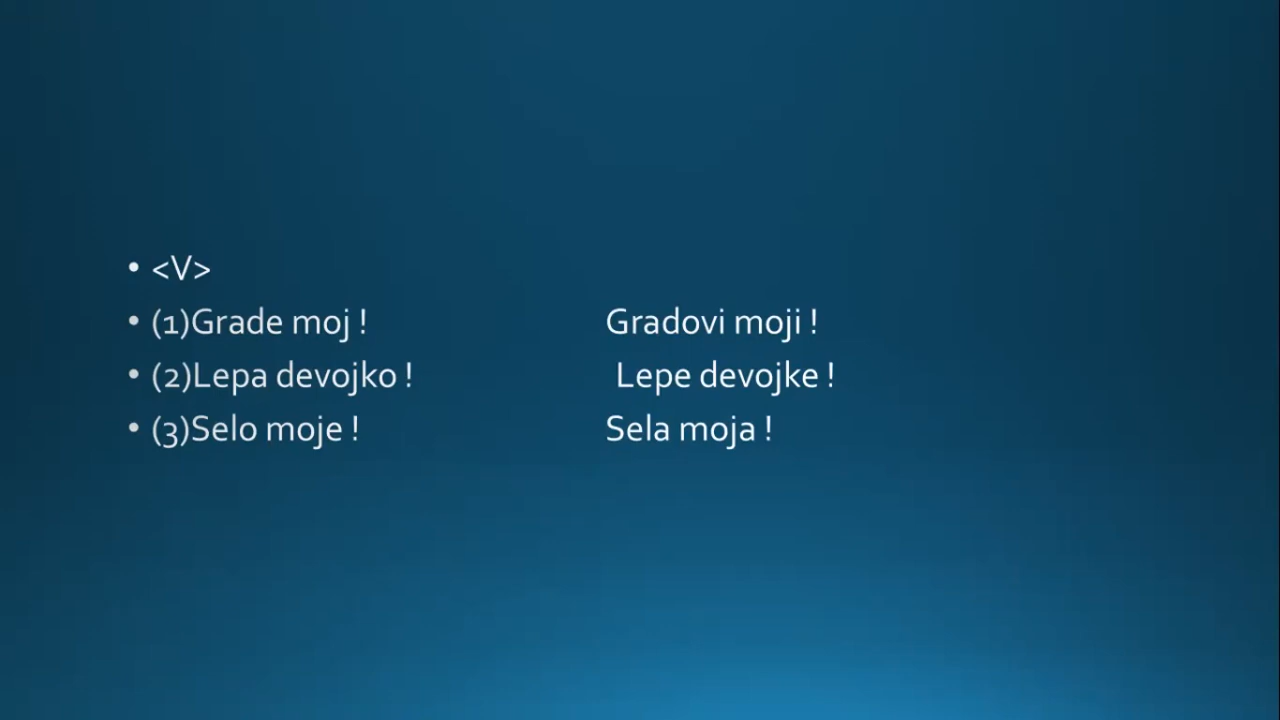 • <V>
• (1)Grade moj ! Gradovi moji !
• (2)Lepa devojko ! Lepe devojke !
• (3)Selo moje ! Sela moja !